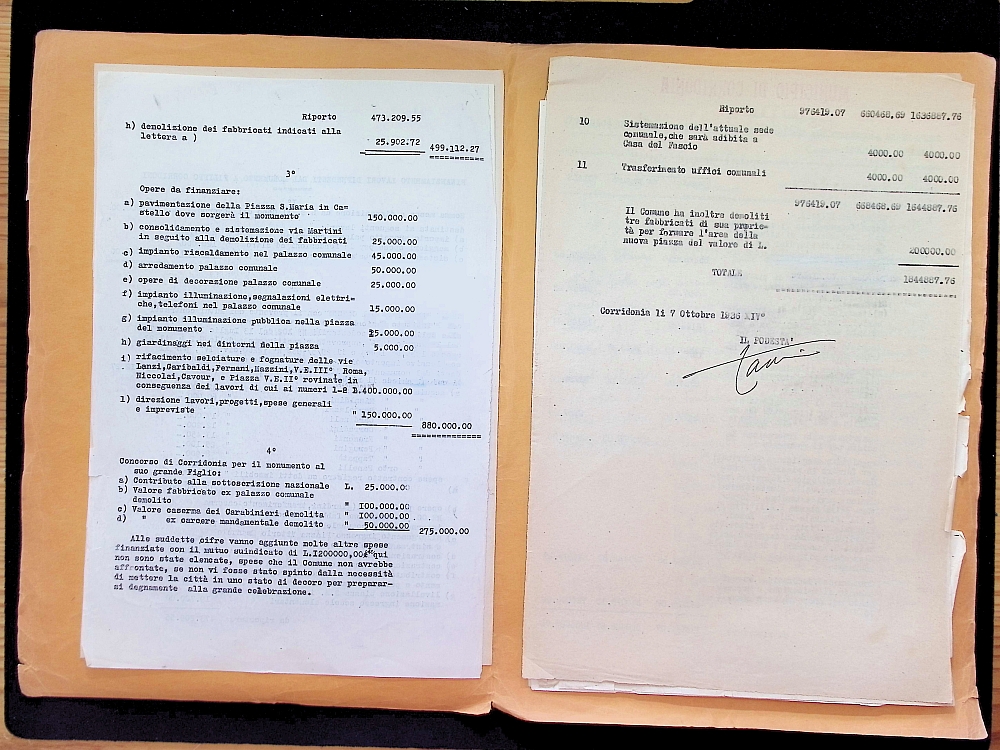 Riporto 473.209.55
h) demolizione dei fabbricati indicati alla
lettera a )
25.902.72 499.112.27
3°
Opere da finanziare:
a) pavimentazione della Piazza S.Maria in Ca=
stello dove sorgerà il monumento 150.000.00
b) consolidamento e sistemazione via Martini
in seguito alla demolizione dei fabbricati 25.000.00
c) impianto riscaldamento nel palazzo comunale 45.000.00
d) arredamento palazzo comunale 50.000.00
e) opere di decorazione palazzo comunale 25.000.00
f) impianto illuminazione,segnalazioni elettri=
che,telefoni nel palazzo comunale 15.000.00
g) impianto illuminazione pubblica nella piazza
del monumento 15.000.00
h) giardinaggi nei dintorni della piazza 5.000.00
i) rifacimento selciature e fognature delle vie
Lanzi,Garibaldi,Fermani,Mazzini,V.E.III° Roma,
Niccolai,Cavour, e Piazza V.E.II° rovinate in
conseguenza dei lavori di cui ai numeri 1-2 L.400.000.00
l) direzione lavori,progetti,spese generali
e impreviste " 150.000.00
880.000.00
4°
Concorso di Corridonia per il monumento al
suo grande Figlio:
a) Contributo alla sottoscrizione nazionale L. 25.000.00
b) Valore fabbricato ex palazzo comunale
demolito " I00.000.00
c) Valore caserma dei Carabinieri demolita " I00.000.00
d) " ex carcere mandamentale demolito " 50.000.00
275.000.00
Alle suddette cifre vanno aggiunte molte altre spese
finanziate con il mutuo suindicato di L.I200000,00 qui
non sono state elencate, spese che il Comune non avrebbe
affrontate, se non vi fosse stato spinto dalla necessità
di mettere la città in uno stato di decoro per preparar-
si degnamente alla grande celebrazione.
Riporto 976419.07 660468.69 1636887.76
10 Sistemazione dell'attuale sede
comunale,che sarà adibita a
Casa del Fascio 4000.00 4000.00
11 Trasferimento uffici comunali 4000.00 4000.00
976419.07 668468.69 1644887.76
Il Comune ha inoltre demoliti
tre fabbricati di sua proprie-
tà per formare l'area della
nuova piazza del valore di L.
200000.00
TOTALE 1844887.76
Corridonia li 7 Ottobre 1936 XIV°
IL PODESTA'